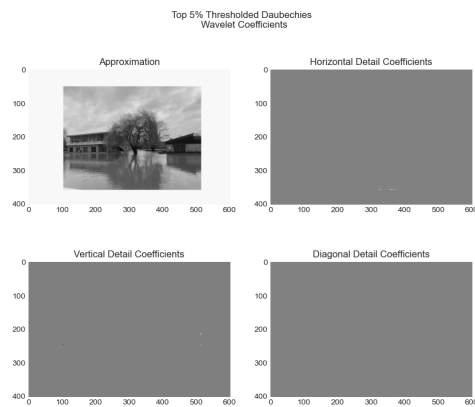 Top 5% Thresholded Daubechies
Wavelet Coefficients
Approximation
0
100
200
300
400
0 100 200 300 400 500 600
Horizontal Detail Coefficients
0
100
200
300
400
0 100 200 300 400 500 600
Vertical Detail Coefficients
0
100
200
300
400
0 100 200 300 400 500 600
Diagonal Detail Coefficients
0
100
200
300
400
0 100 200 300 400 500 600